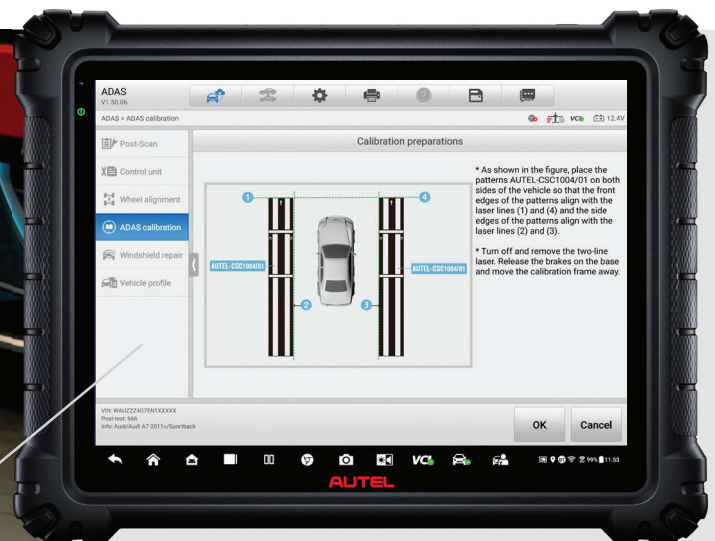 ADAS
V1.50.06
ADAS > ADAS calibration
VCI 12.4V
Post-Scan
Control unit
Wheel alignment
ADAS calibration
Windshield repair
Vehicle profile
Calibration preparations
1
4
AUTEL-CSC1004/01
AUTEL-CSC1004/01
2
3
* As shown in the figure, place the
patterns AUTEL-CSC1004/01 on both
sides of the vehicle so that the front
edges of the patterns align with the
laser lines (1) and (4) and the side
edges of the patterns align with the
laser lines (2) and (3).
* Turn off and remove the two-line
laser. Release the brakes on the base
and move the calibration frame away.
VIN: WAUZZZ4G7EN1XXXXX
Post-test: 666
Info: Audi/Audi A7 2011>/Sportback
OK
Cancel
VCI
99% 11:53
AUTEL